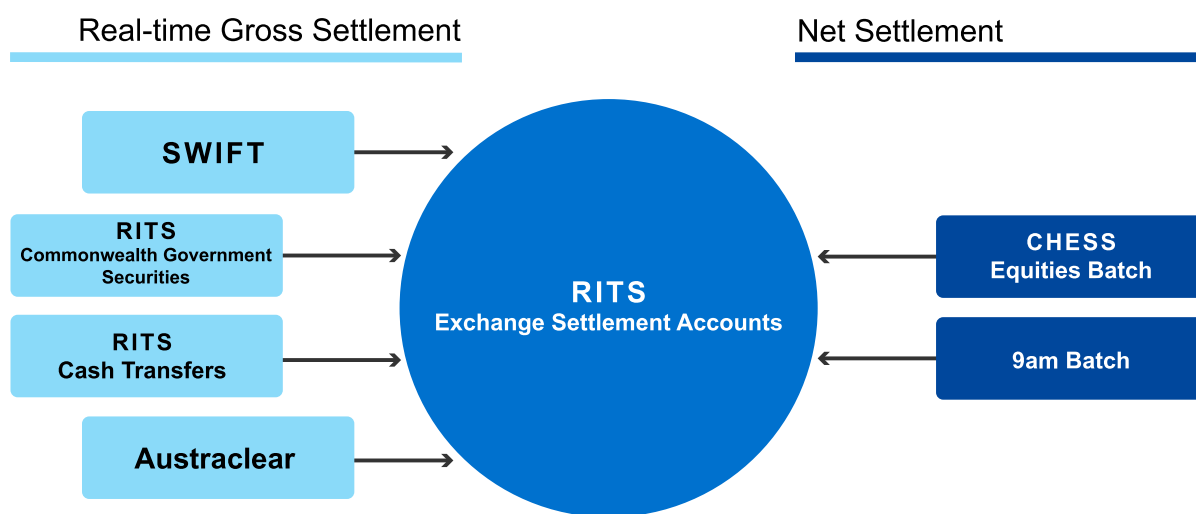 Real-time Gross Settlement
Net Settlement
SWIFT
RITS
Commonwealth Government
Securities
RITS
Cash Transfers
Austraclear
RITS
Exchange Settlement Accounts
CHESS
Equities Batch
9am Batch